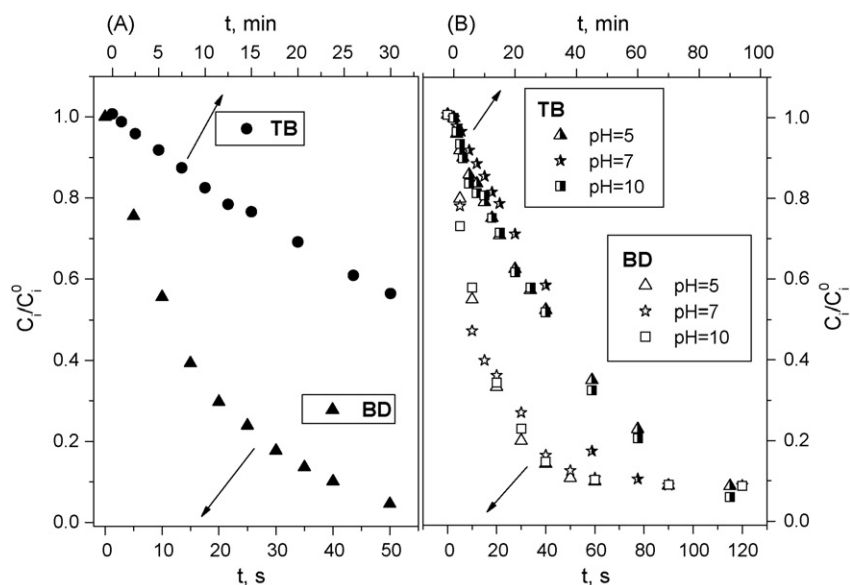 (A)
t, min
0 5 10 15 20 25 30
1.0
0.8
0.6
0.4
0.2
0.0
C_i/C_i^0
TB
BD
0 10 20 30 40 50
t, s
(B)
t, min
0 20 40 60 80 100
TB
pH=5
pH=7
pH=10
BD
pH=5
pH=7
pH=10
1.0
0.8
0.6
0.4
0.2
0.0
C_i/C_i^0
0 20 40 60 80 100 120
t, s